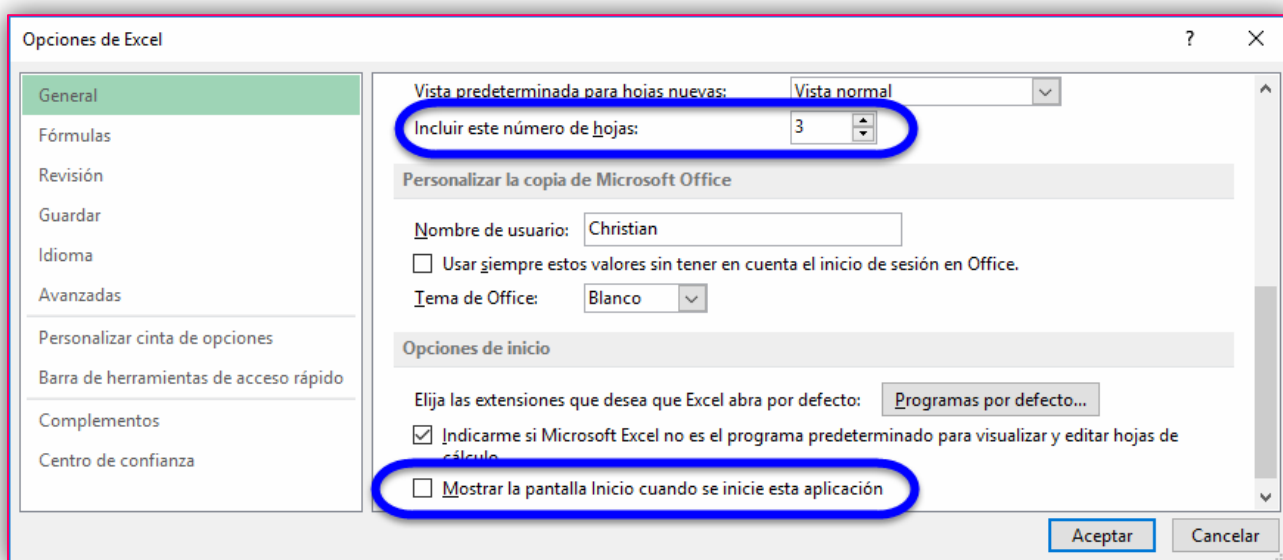 Opciones de Excel
?
General
Fórmulas
Revisión
Guardar
Idioma
Avanzadas
Personalizar cinta de opciones
Barra de herramientas de acceso rápido
Complementos
Centro de confianza
Vista predeterminada para hojas nuevas: Vista normal
Incluir este número de hojas: 3
Personalizar la copia de Microsoft Office
Nombre de usuario: Christian
Usar siempre estos valores sin tener en cuenta el inicio de sesión en Office.
Tema de Office: Blanco
Opciones de inicio
Elija las extensiones que desea que Excel abra por defecto: Programas por defecto...
Indicarme si Microsoft Excel no es el programa predeterminado para visualizar y editar hojas de
cálculo
Mostrar la pantalla Inicio cuando se inicie esta aplicación
Aceptar Cancelar